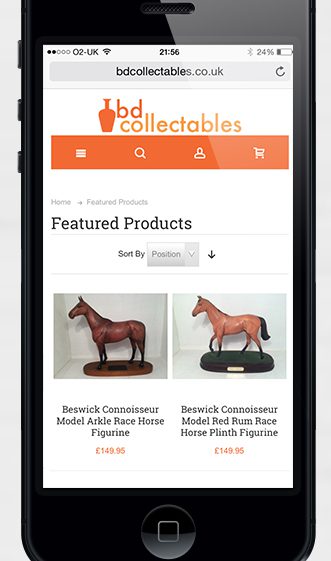 ●●○○○ O2-UK 21:56 24%
bdcollectables.co.uk
bd
collectables
Home → Featured Products
Featured Products
Sort By Position ↓
Beswick Connoisseur
Model Arkle Race Horse
Figurine
£149.95
Beswick Connoisseur
Model Red Rum Race
Horse Plinth Figurine
£149.95